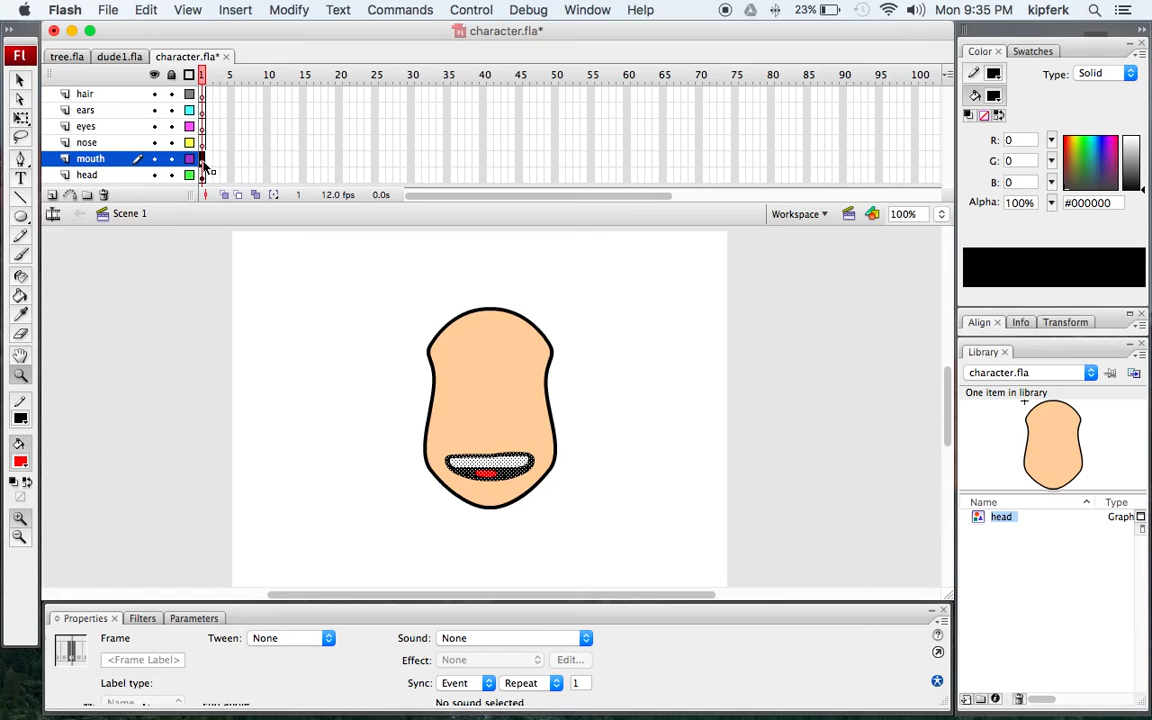 Flash File Edit View Insert Modify Text Commands Control Debug Window Help 23% Mon 9:35 PM kipferk
character.fla*
Fl
tree.fla dude1.fla character.fla*
1 5 10 15 20 25 30 35 40 45 50 55 60 65 70 75 80 85 90 95 100
hair
ears
eyes
nose
mouth
head
1 12.0 fps 0.0s
Scene 1 Workspace 100%
Color Swatches
Type: Solid
R: 0
G: 0
B: 0
Alpha: 100% #000000
Align Info Transform
Library
character.fla
One item in library
Name Type
head Graph
Properties Filters Parameters
Frame Tween: None Sound: None
<Frame Label> Effect: None Edit...
Label type: Sync: Event Repeat 1
Name No sound selected